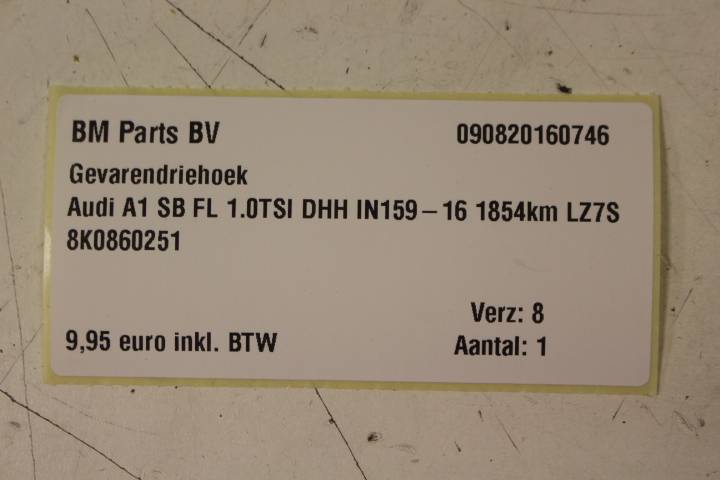 BM Parts BV 090820160746
Gevarendriehoek
Audi A1 SB FL 1.0TSI DHH IN159-16 1854km LZ7S
8K0860251
Verz: 8
9,95 euro inkl. BTW Aantal: 1